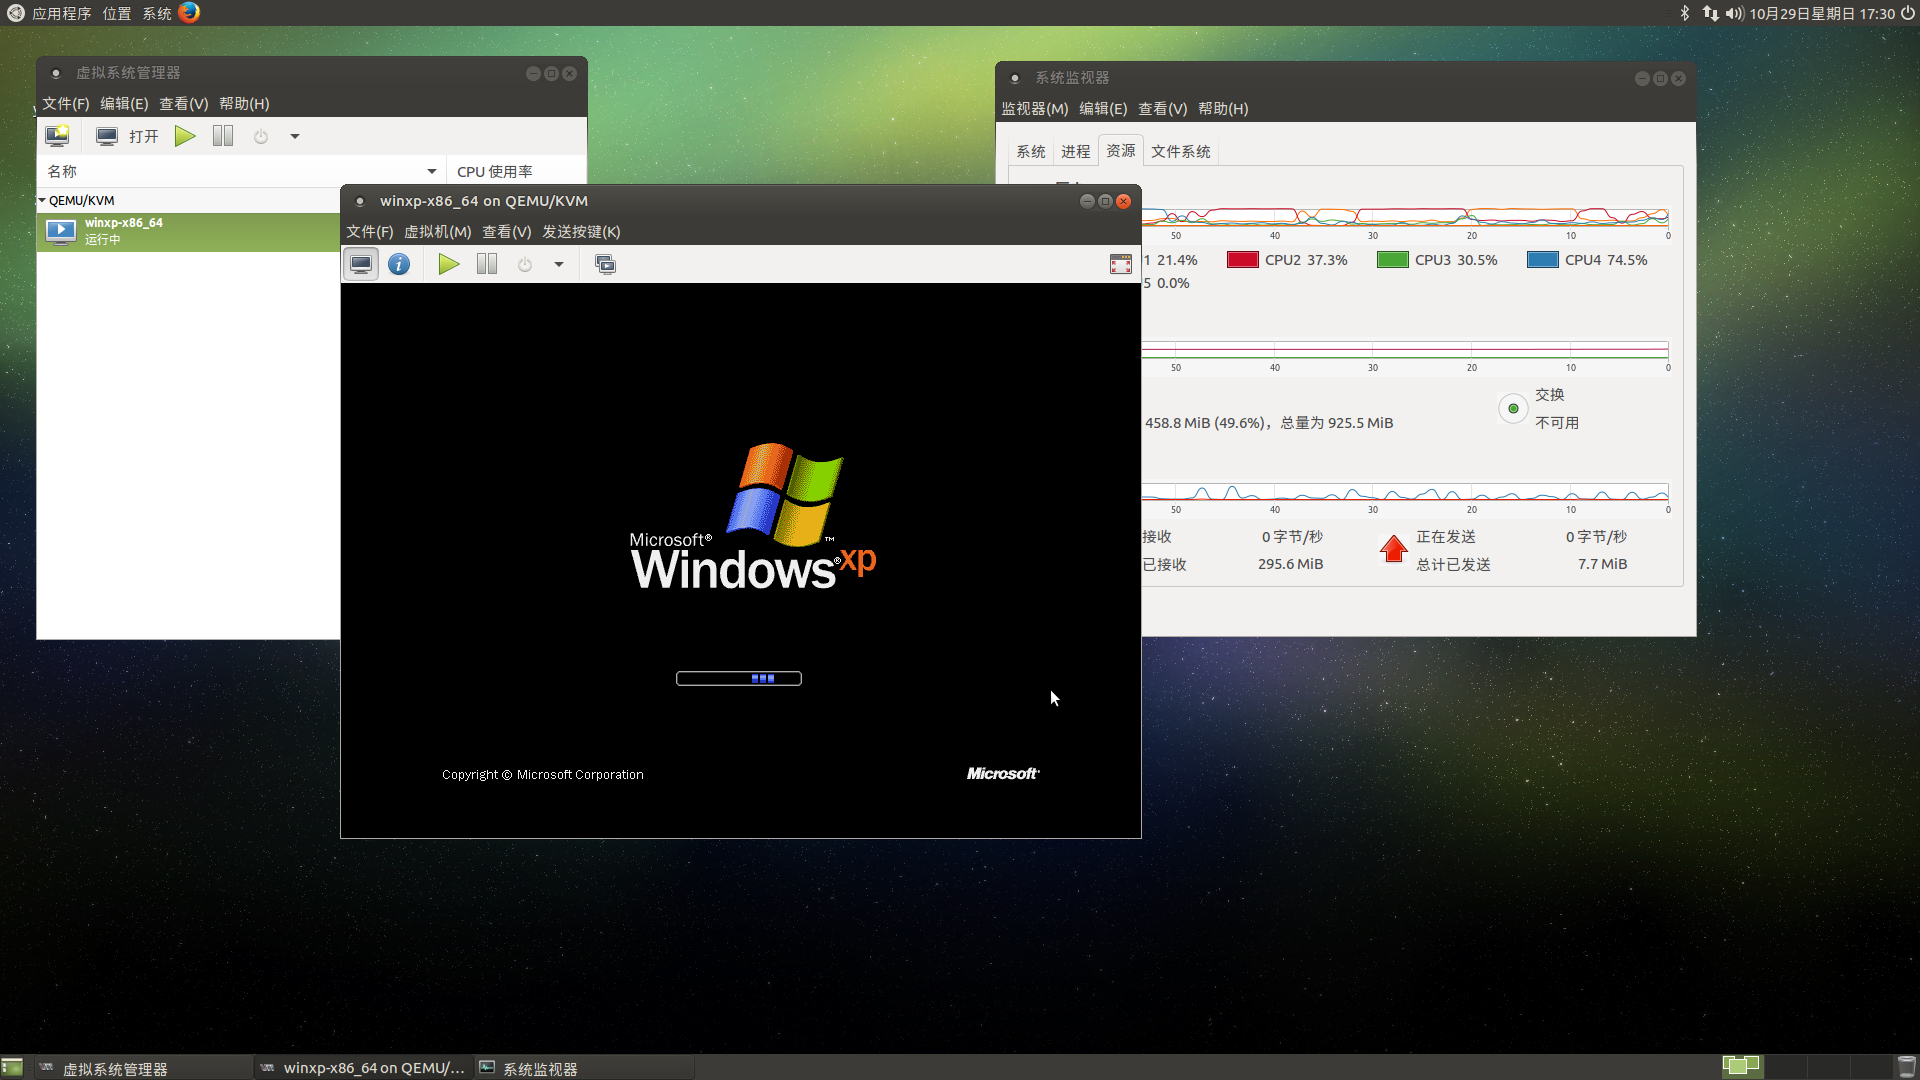 应用程序 位置 系统
10月29日星期日 17:30
虚拟系统管理器
文件(F) 编辑(E) 查看(V) 帮助(H)
打开
名称
CPU 使用率
QEMU/KVM
winxp-x86_64
运行中
winxp-x86_64 on QEMU/KVM
文件(F) 虚拟机(M) 查看(V) 发送按键(K)
Microsoft®
Windows® xp
™
Copyright © Microsoft Corporation
Microsoft®
系统监视器
监视器(M) 编辑(E) 查看(V) 帮助(H)
系统 进程 资源 文件系统
50 40 30 20 10 0
1 21.4% CPU2 37.3% CPU3 30.5% CPU4 74.5%
5 0.0%
50 40 30 20 10 0
交换
458.8 MiB (49.6%)，总量为 925.5 MiB
不可用
50 40 30 20 10 0
接收 0 字节/秒 正在发送 0 字节/秒
已接收 295.6 MiB 总计已发送 7.7 MiB
虚拟系统管理器
winxp-x86_64 on QEMU/...
系统监视器